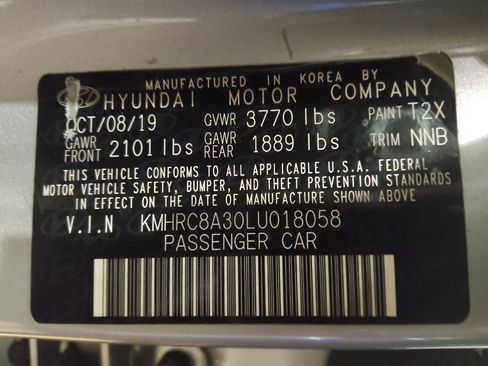 MANUFACTURED IN KOREA BY
HYUNDAI MOTOR COMPANY
OCT/08/19 GVWR 3770 lbs PAINT T2X
GAWR FRONT 2101 lbs GAWR REAR 1889 lbs TRIM NNB
THIS VEHICLE CONFORMS TO ALL APPLICABLE U.S.A. FEDERAL
MOTOR VEHICLE SAFETY, BUMPER, AND THEFT PREVENTION STANDARDS
IN EFFECT ON THE DATE OF MANUFACTURE SHOWN ABOVE
V.I.N KMHRC8A30LU018058
PASSENGER CAR